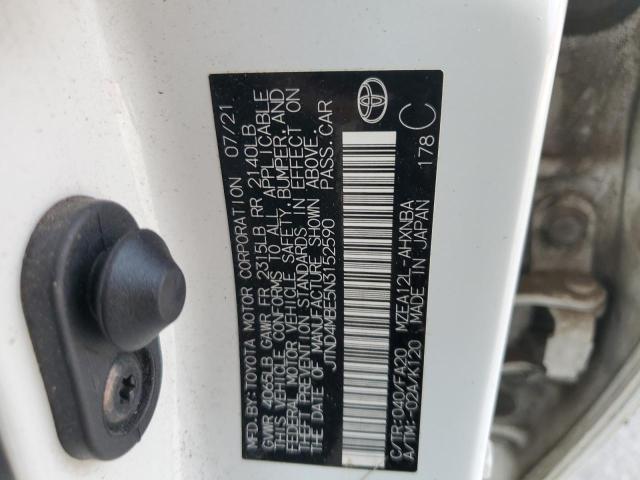 MFD.BY:TOYOTA MOTOR CORPORATION 07/21
GVWR 4065LB GAWR FR 2315LB RR 2140LB
THIS VEHICLE CONFORMS TO ALL APPLICABLE
FEDERAL MOTOR VEHICLE SAFETY,BUMPER,AND
THEFT PREVENTION STANDARDS IN EFFECT ON
THE DATE OF MANUFACTURE SHOWN ABOVE.
JTND4MBE5N3152590 PASS.CAR
C/TR:040/FA20 MZEA12L-AHXNBA
A/TM:-02A/K120 MADE IN JAPAN 178 C